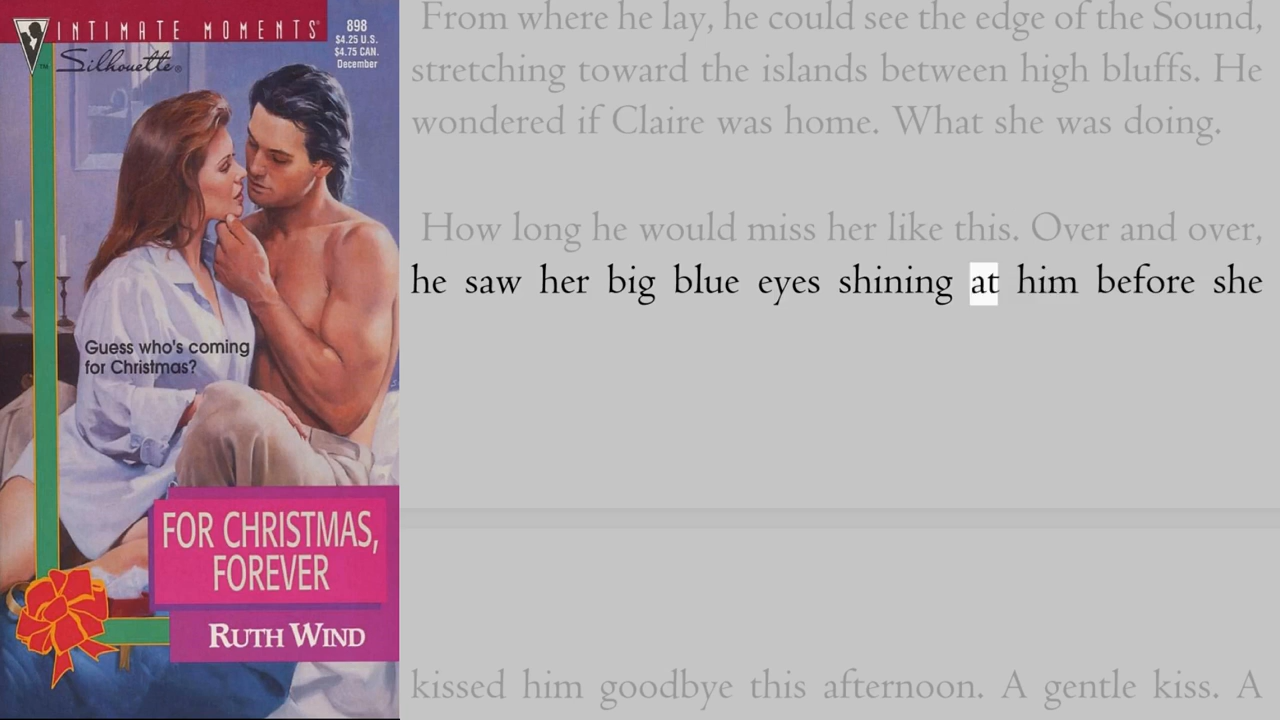 INTIMATE MOMENTS®
Silhouette®
TM
898
$4.25 U.S.
$4.75 CAN.
December
Guess who's coming
for Christmas?
FOR CHRISTMAS,
FOREVER
RUTH WIND
From where he lay, he could see the edge of the Sound,
stretching toward the islands between high bluffs. He
wondered if Claire was home. What she was doing.
How long he would miss her like this. Over and over,
he saw her big blue eyes shining at him before she
kissed him goodbye this afternoon. A gentle kiss. A